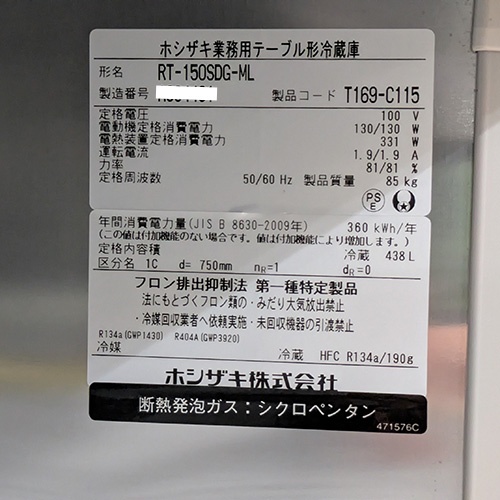 ホシザキ業務用テーブル形冷蔵庫
形名 RT-150SDG-ML
製造番号
製品コード T169-C115
定格電圧 100 V
電動機定格消費電力 130/130 W
電熱装置定格消費電力 331 W
運転電流 1.9/1.9 A
力率 81/81 %
定格周波数 50/60 Hz 製品質量 85 kg
PS
E
年間消費電力量(JIS B 8630-2009年) 360 kWh/年
(この値は付加機能のない場合です。値は付加機能により増加します。)
定格内容積 冷蔵 438L
区分名 1C d= 750mm nR=1 dR=0
フロン排出抑制法 第一種特定製品
法にもとづくフロン類の・みだり大気放出禁止
・冷媒回収業者へ依頼実施・未回収機器の引渡禁止
R134a(GWP1430) R404A(GWP3920)
冷媒 冷蔵 HFC R134a/190g
ホシザキ株式会社
断熱発泡ガス：シクロペンタン
471576C